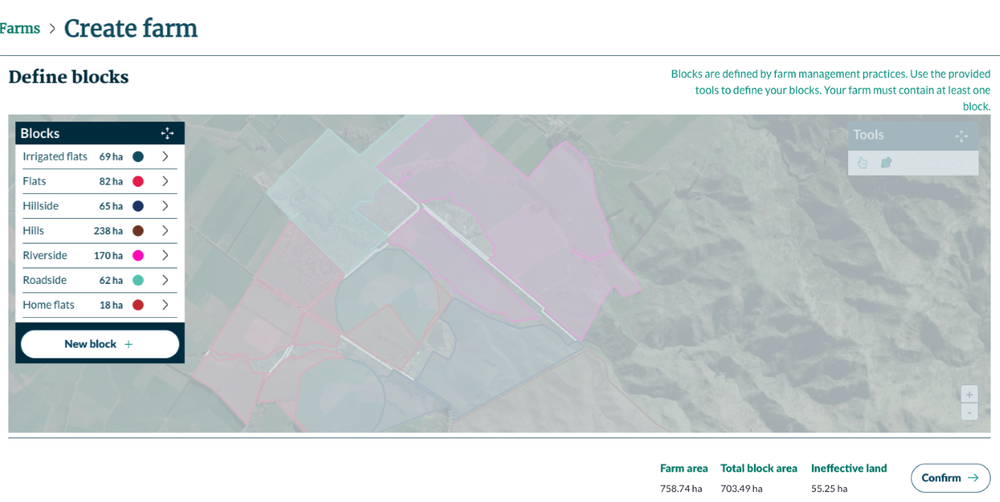 Farms > Create farm
Define blocks
Blocks are defined by farm management practices. Use the provided
tools to define your blocks. Your farm must contain at least one
block.
Blocks
Irrigated flats 69 ha
Flats 82 ha
Hillside 65 ha
Hills 238 ha
Riverside 170 ha
Roadside 62 ha
Home flats 18 ha
New block +
Tools
+
-
Farm area Total block area Ineffective land
758.74 ha 703.49 ha 55.25 ha
Confirm →